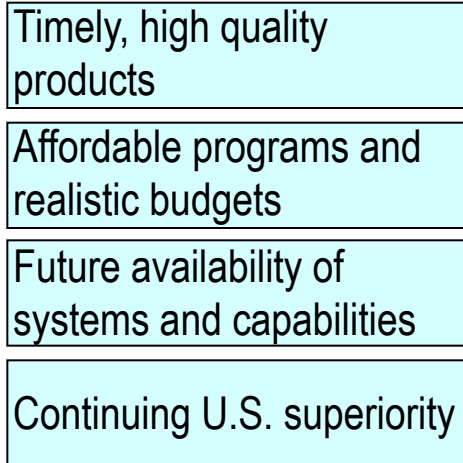 Timely, high quality
products
Affordable programs and
realistic budgets
Future availability of
systems and capabilities
Continuing U.S. superiority